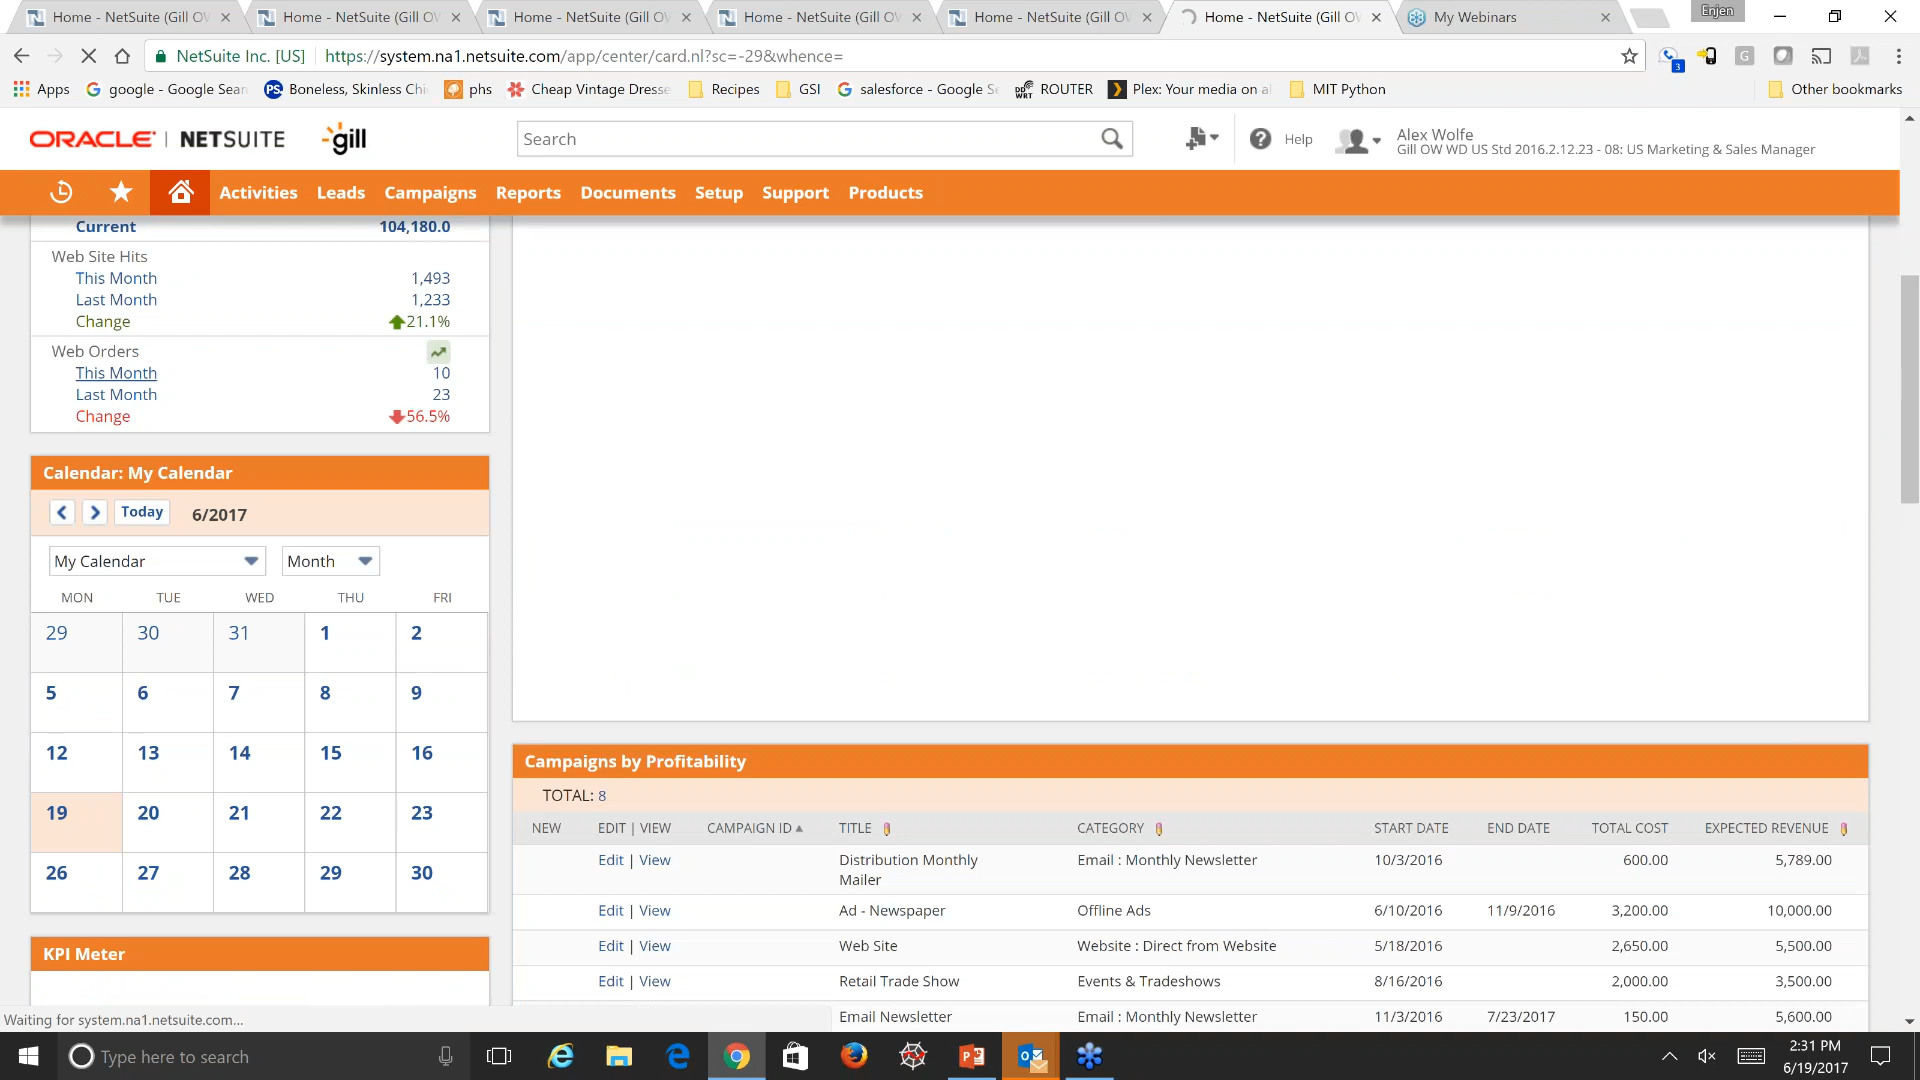 Home - NetSuite (Gill OV
Home - NetSuite (Gill OV
Home - NetSuite (Gill OV
Home - NetSuite (Gill OV
Home - NetSuite (Gill OV
Home - NetSuite (Gill OV
My Webinars
Enjen
NetSuite Inc. [US]
https://system.na1.netsuite.com/app/center/card.nl?sc=-29&whence=
3
G
Apps
google - Google Sear
PS
Boneless, Skinless Chi
phs
Cheap Vintage Dresse
Recipes
GSI
salesforce - Google Se
DD WRT
ROUTER
Plex: Your media on a
MIT Python
Other bookmarks
ORACLE | NETSUITE
gill
Search
Help
Alex Wolfe
Gill OW WD US Std 2016.2.12.23 - 08: US Marketing & Sales Manager
Activities Leads Campaigns Reports Documents Setup Support Products
Current 104,180.0
Web Site Hits
This Month 1,493
Last Month 1,233
Change 21.1%
Web Orders
This Month 10
Last Month 23
Change 56.5%
Calendar: My Calendar
Today 6/2017
My Calendar Month
MON TUE WED THU FRI
29 30 31 1 2
5 6 7 8 9
12 13 14 15 16
19 20 21 22 23
26 27 28 29 30
KPI Meter
Campaigns by Profitability
TOTAL: 8
NEW EDIT | VIEW CAMPAIGN ID TITLE CATEGORY START DATE END DATE TOTAL COST EXPECTED REVENUE
Edit | View Distribution Monthly Email : Monthly Newsletter 10/3/2016 600.00 5,789.00
Mailer
Edit | View Ad - Newspaper Offline Ads 6/10/2016 11/9/2016 3,200.00 10,000.00
Edit | View Web Site Website : Direct from Website 5/18/2016 2,650.00 5,500.00
Edit | View Retail Trade Show Events & Tradeshows 8/16/2016 2,000.00 3,500.00
Email Newsletter Email : Monthly Newsletter 11/3/2016 7/23/2017 150.00 5,600.00
Waiting for system.na1.netsuite.com...
Type here to search
2:31 PM
6/19/2017